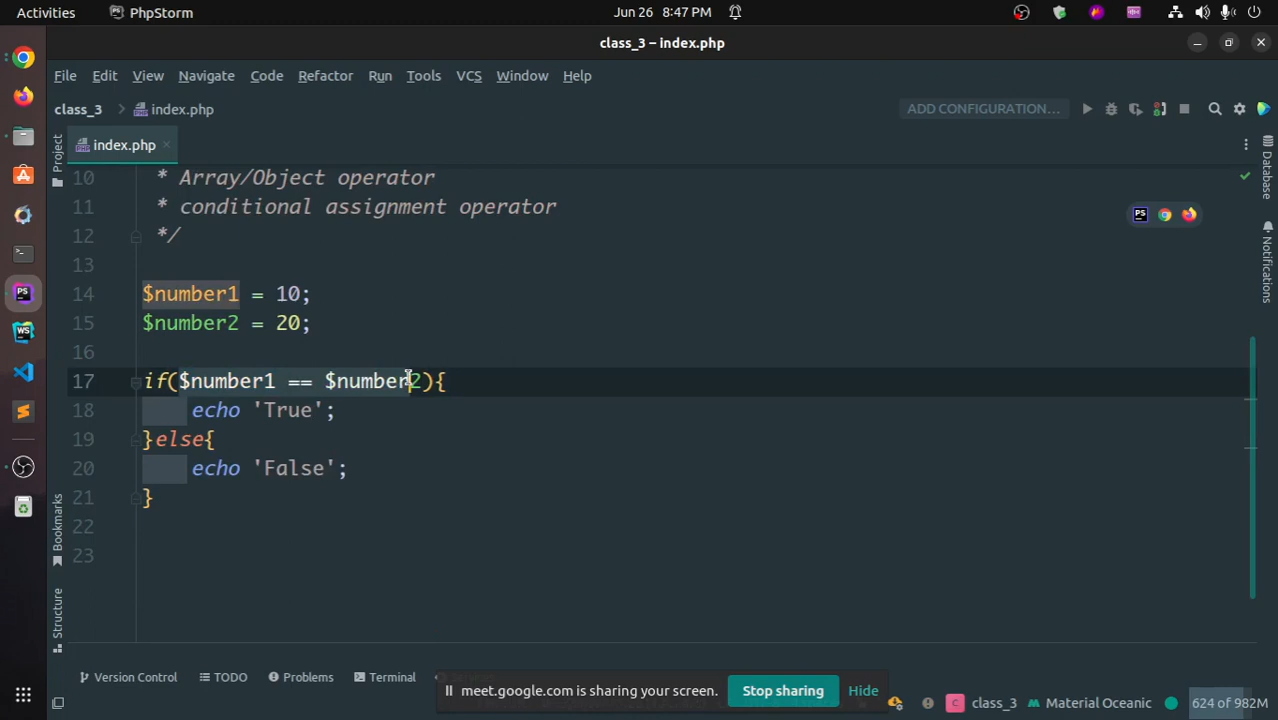 Activities PhpStorm Jun 26 8:47 PM
class_3 – index.php
File Edit View Navigate Code Refactor Run Tools VCS Window Help
class_3 index.php ADD CONFIGURATION...
index.php
Project
Database
Notifications
Bookmarks
Structure
10 * Array/Object operator
11 * conditional assignment operator
12 */
13
14 $number1 = 10;
15 $number2 = 20;
16
17 if($number1 == $number2){
18 echo 'True';
19 }else{
20 echo 'False';
21 }
22
23
Version Control TODO Problems Terminal
meet.google.com is sharing your screen. Stop sharing Hide
class_3 Material Oceanic 624 of 982M